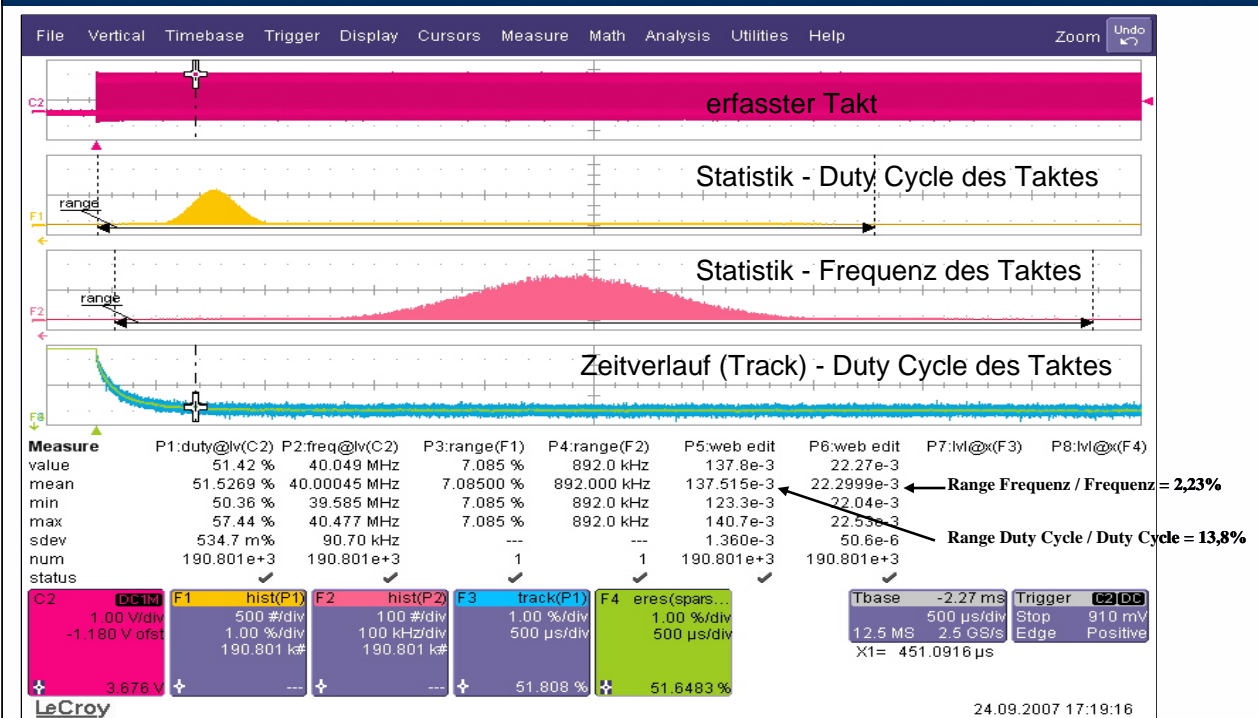 File Vertical Timebase Trigger Display Cursors Measure Math Analysis Utilities Help Zoom Undo
C2 erfasster Takt
Statistik - Duty Cycle des Taktes
range
F1
Statistik - Frequenz des Taktes
range
F2
Zeitverlauf (Track) - Duty Cycle des Taktes
Measure P1:duty@lv(C2) P2:freq@lv(C2) P3:range(F1) P4:range(F2) P5:web edit P6:web edit P7:lvl@x(F3) P8:lvl@x(F4)
value 51.42 % 40.049 MHz 7.085 % 892.0 kHz 137.8e-3 22.27e-3
mean 51.5269 % 40.00045 MHz 7.08500 % 892.000 kHz 137.515e-3 22.2999e-3 Range Frequenz / Frequenz = 2,23%
min 50.36 % 39.585 MHz 7.085 % 892.0 kHz 123.3e-3 22.04e-3
max 57.44 % 40.477 MHz 7.085 % 892.0 kHz 140.7e-3 22.53e-3
sdev 534.7 m% 90.70 kHz --- --- 1.360e-3 50.6e-6 Range Duty Cycle / Duty Cycle = 13,8%
num 190.801e+3 190.801e+3 1 1 190.801e+3 190.801e+3
status
C2 DC1M F1 hist(P1) F2 hist(P2) F3 track(P1) F4 eres(spars... Tbase -2.27 ms Trigger C2 DC
1.00 V/div 500 #/div 100 #/div 1.00 %/div 1.00 %/div 500 µs/div Stop 910 mV
-1.180 V ofst 1.00 %/div 100 kHz/div 500 µs/div 500 µs/div 12.5 MS 2.5 GS/s Edge Positive
190.801 k# 190.801 k# X1= 451.0916 µs
3.676 V --- --- 51.808 % 51.6483 %
LeCroy 24.09.2007 17:19:16